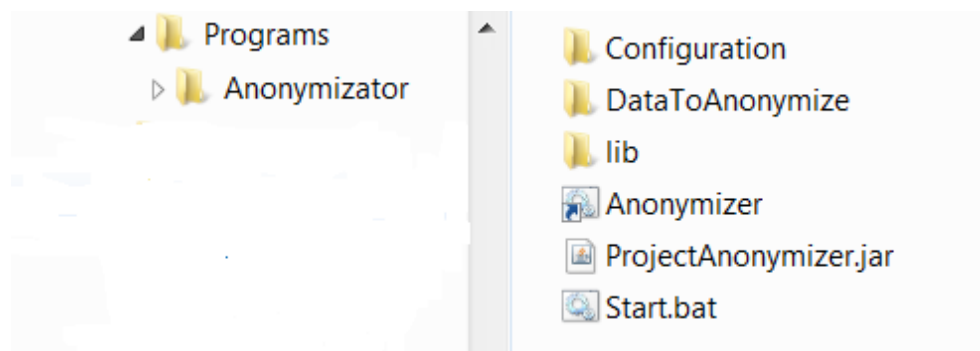 Programs
Anonymizator
Configuration
DataToAnonymize
lib
Anonymizer
ProjectAnonymizer.jar
Start.bat